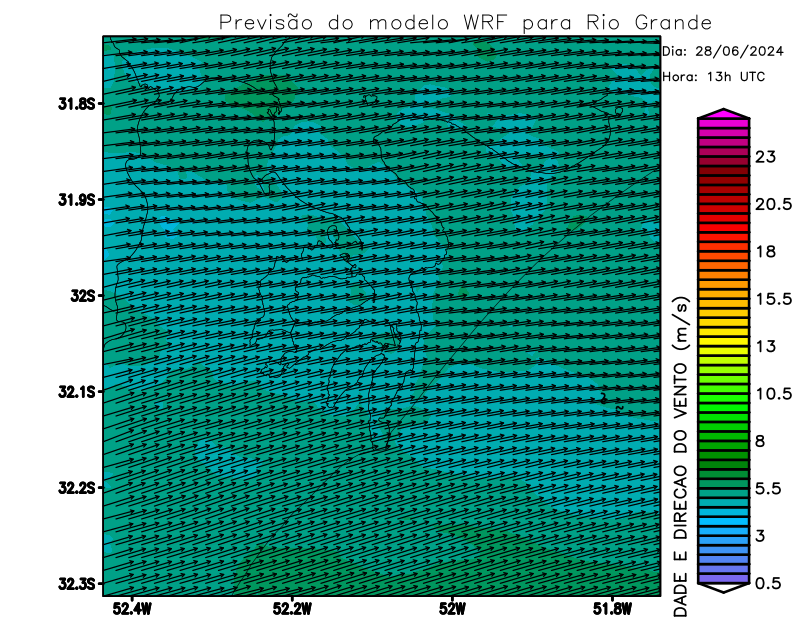 Previsão do modelo WRF para Rio Grande
Dia: 28/06/2024
Hora: 13h UTC
31.8S
31.9S
32S
32.1S
32.2S
32.3S
52.4W
52.2W
52W
51.8W
DADE E DIRECAO DO VENTO (m/s)
23
20.5
18
15.5
13
10.5
8
5.5
3
0.5